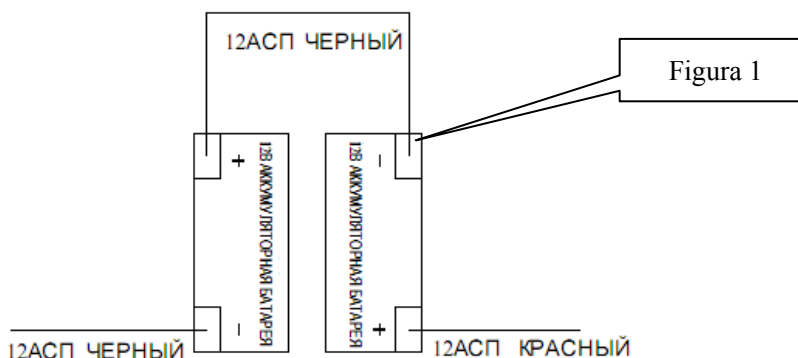 12АСП ЧЕРНЫЙ
Figura 1
+
12В АККУМУЛЯТОРНАЯ БАТАРЕЯ
−
12В АККУМУЛЯТОРНАЯ БАТАРЕЯ
−
+
12АСП ЧЕРНЫЙ
12АСП КРАСНЫЙ